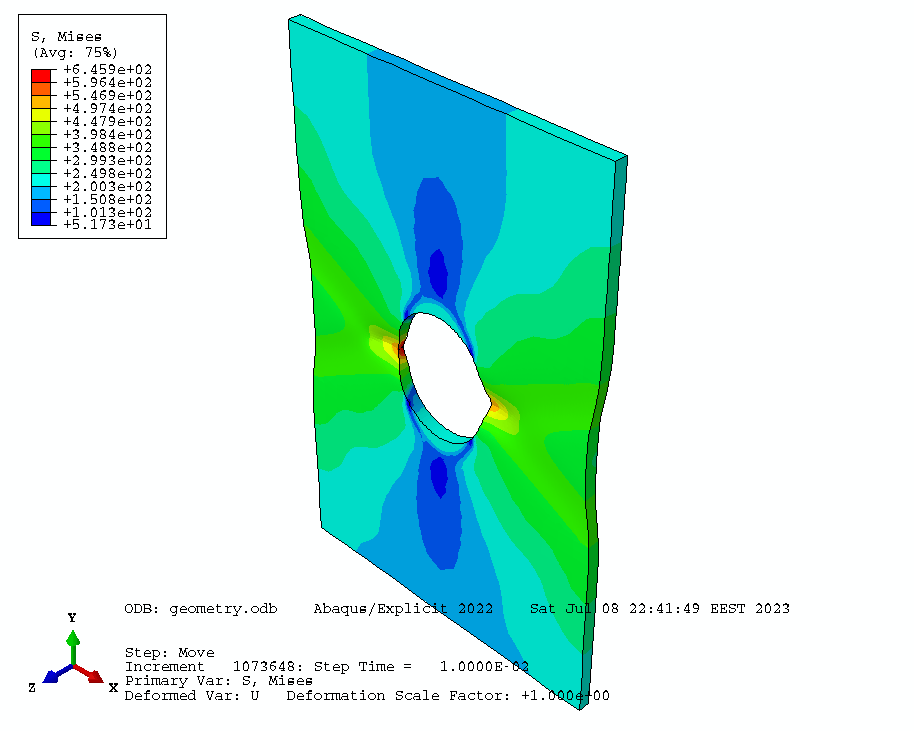 S, Mises
(Avg: 75%)
+6.459e+02
+5.964e+02
+5.469e+02
+4.974e+02
+4.479e+02
+3.984e+02
+3.488e+02
+2.993e+02
+2.498e+02
+2.003e+02
+1.508e+02
+1.013e+02
+5.173e+01
ODB: geometry.odb    Abaqus/Explicit 2022    Sat Jul 08 22:41:49 EEST 2023
Y
Z
X
Step: Move
Increment   1073648: Step Time =   1.0000E-02
Primary Var: S, Mises
Deformed Var: U   Deformation Scale Factor: +1.000e+00